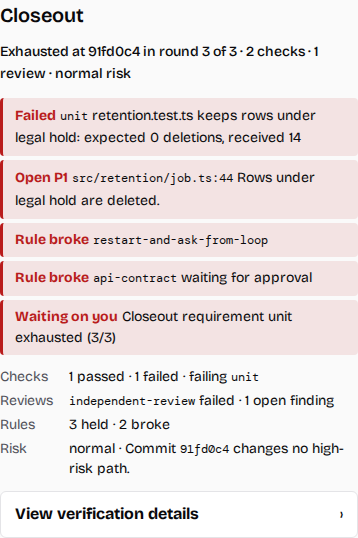 Closeout
Exhausted at 91fd0c4 in round 3 of 3 · 2 checks · 1
review · normal risk
Failed unit retention.test.ts keeps rows under
legal hold: expected 0 deletions, received 14
Open P1 src/retention/job.ts:44 Rows under
legal hold are deleted.
Rule broke restart-and-ask-from-loop
Rule broke api-contract waiting for approval
Waiting on you Closeout requirement unit
exhausted (3/3)
Checks 1 passed · 1 failed · failing unit
Reviews independent-review failed · 1 open finding
Rules 3 held · 2 broke
Risk normal · Commit 91fd0c4 changes no high-
risk path.
View verification details ›